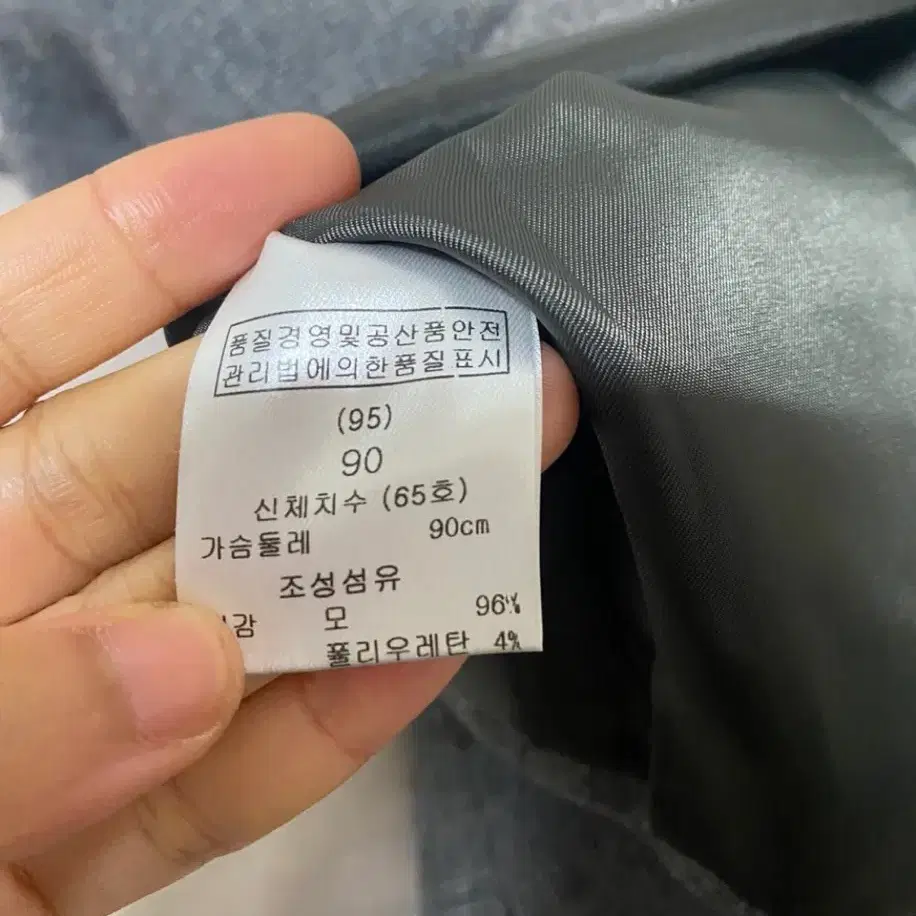 품질경영및공산품안전
관리법에의한품질표시
(95)
90
신체치수 (65호)
가슴둘레 90cm
조성섬유
감 모 96%
폴리우레탄 4%